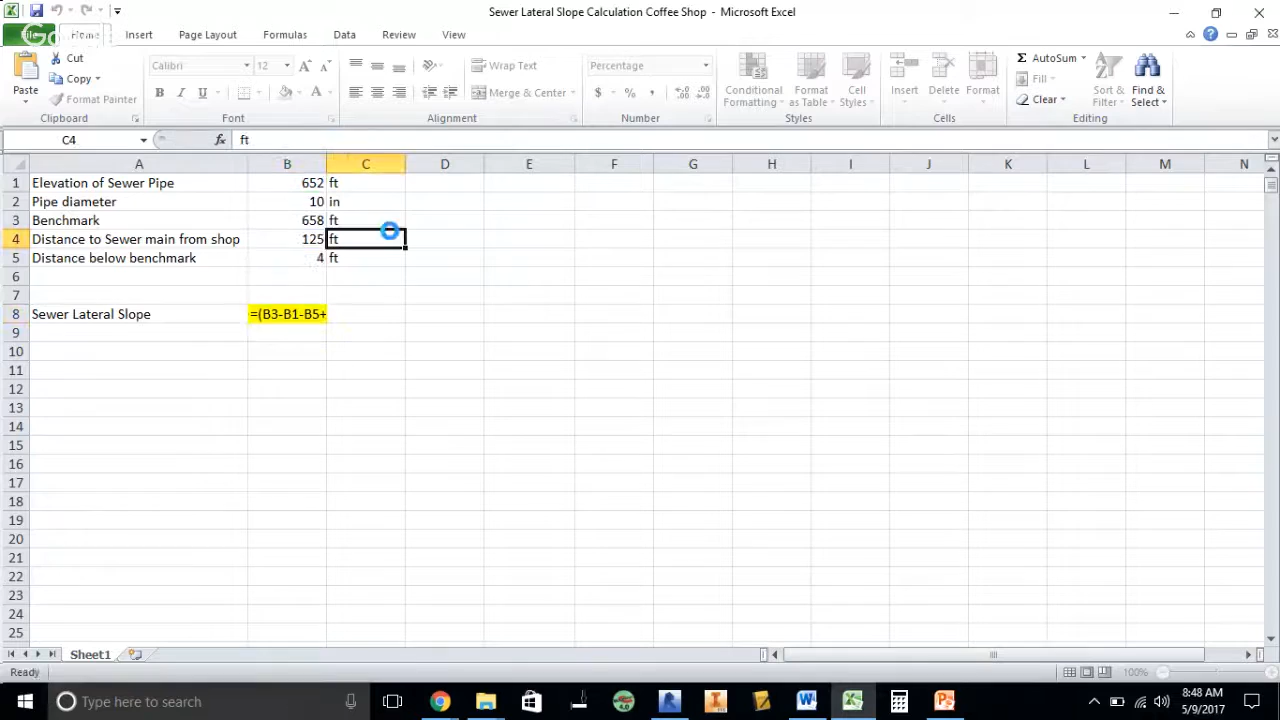 Sewer Lateral Slope Calculation Coffee Shop - Microsoft Excel
Insert Page Layout Formulas Data Review View
Cut
Copy
Format Painter
Paste
Calibri 12
B I U
Wrap Text
Merge & Center
Percentage
$ % ,
Conditional Formatting
Format as Table
Cell Styles
Insert Delete Format
Σ AutoSum
Fill
Clear
Sort & Filter
Find & Select
Clipboard Font Alignment Number Styles Cells Editing
C4 fx ft
A B C D E F G H I J K L M N
1 Elevation of Sewer Pipe 652 ft
2 Pipe diameter 10 in
3 Benchmark 658 ft
4 Distance to Sewer main from shop 125 ft
5 Distance below benchmark 4 ft
6
7
8 Sewer Lateral Slope =(B3-B1-B5+
9
10
11
12
13
14
15
16
17
18
19
20
21
22
23
24
25
Sheet1
Ready 100%
Type here to search
8:48 AM
5/9/2017